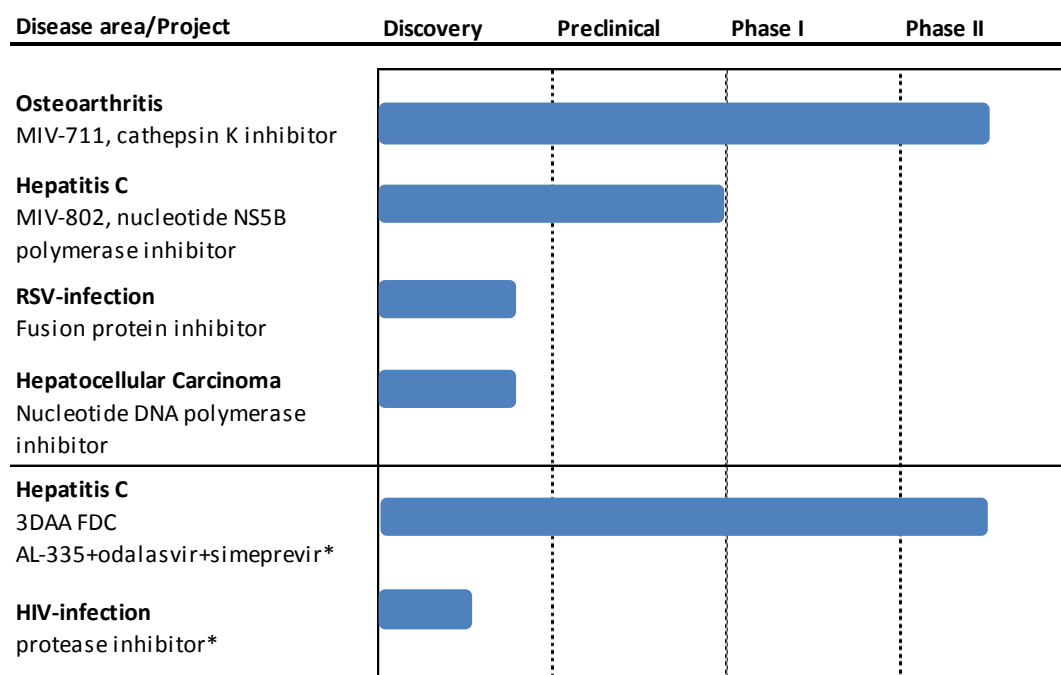 Disease area/Project Discovery Preclinical Phase I Phase II
Osteoarthritis
MIV-711, cathepsin K inhibitor
Hepatitis C
MIV-802, nucleotide NS5B
polymerase inhibitor
RSV-infection
Fusion protein inhibitor
Hepatocellular Carcinoma
Nucleotide DNA polymerase
inhibitor
Hepatitis C
3DAA FDC
AL-335+odalasvir+simeprevir*
HIV-infection
protease inhibitor*